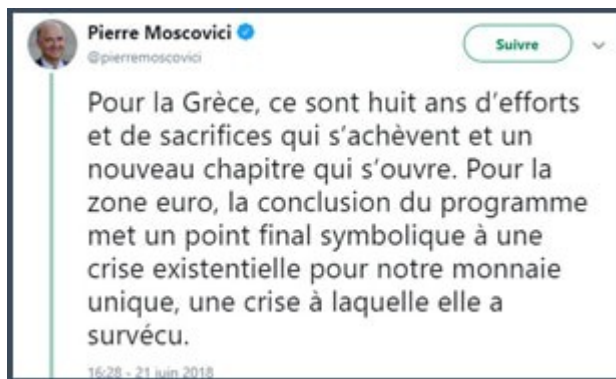 Pierre Moscovici
@pierremoscovici
Suivre
Pour la Grèce, ce sont huit ans d'efforts
et de sacrifices qui s'achèvent et un
nouveau chapitre qui s'ouvre. Pour la
zone euro, la conclusion du programme
met un point final symbolique à une
crise existentielle pour notre monnaie
unique, une crise à laquelle elle a
survécu.
16:28 - 21 juin 2018